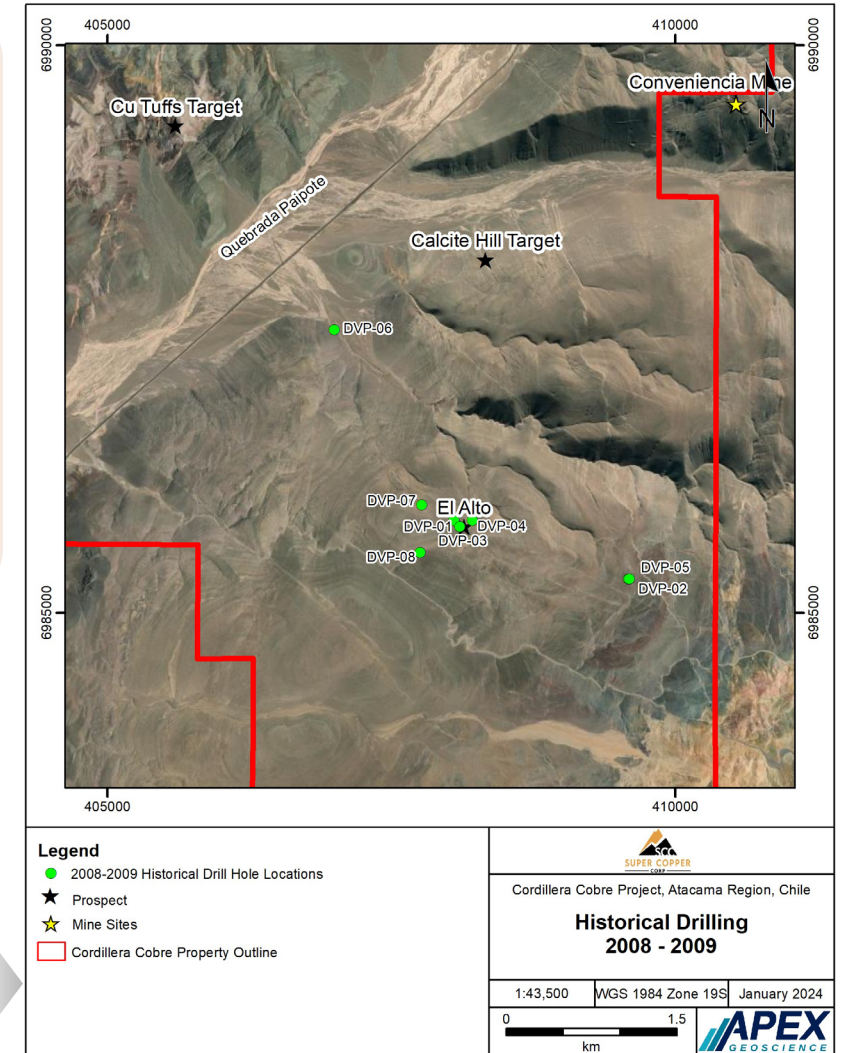 405000
410000
6990000
6990000
Conveniencia Mine
Cu Tuffs Target
N
Quebrada Paipote
Calcite Hill Target
DVP-06
DVP-07
El Alto
DVP-01
DVP-04
DVP-03
DVP-08
DVP-05
DVP-02
6985000
6985000
405000
410000
Legend
2008-2009 Historical Drill Hole Locations
Prospect
Mine Sites
Cordillera Cobre Property Outline
SCC
SUPER COPPER
CORP
Cordillera Cobre Project, Atacama Region, Chile
Historical Drilling
2008 - 2009
1:43,500
WGS 1984 Zone 19S
January 2024
0
1.5
km
APEX
GEOSCIENCE